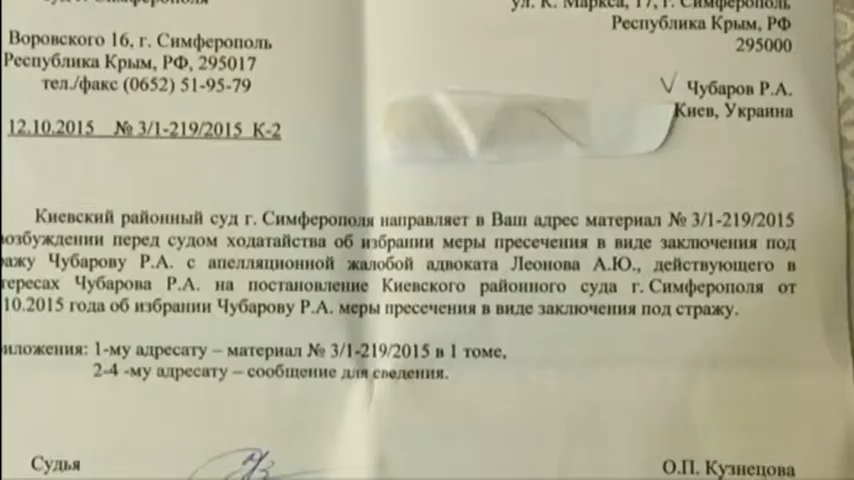 суд г. Симферополя
ул. К. Маркса, 17, г. Симферополь
Республика Крым, РФ
295000
Воровского 16, г. Симферополь
Республика Крым, РФ, 295017
тел./факс (0652) 51-95-79
Чубаров Р.А.
Киев, Украина
12.10.2015 № 3/1-219/2015 К-2
Киевский районный суд г. Симферополя направляет в Ваш адрес материал № 3/1-219/2015
возбуждении перед судом ходатайства об избрании меры пресечения в виде заключения под
ражу Чубарову Р.А. с апелляционной жалобой адвоката Леонова А.Ю., действующего в
тересах Чубарова Р.А. на постановление Киевского районного суда г. Симферополя от
.10.2015 года об избрании Чубарову Р.А. меры пресечения в виде заключения под стражу.
иложения: 1-му адресату – материал № 3/1-219/2015 в 1 томе,
2-4 -му адресату – сообщение для сведения.
Судья
О.П. Кузнецова